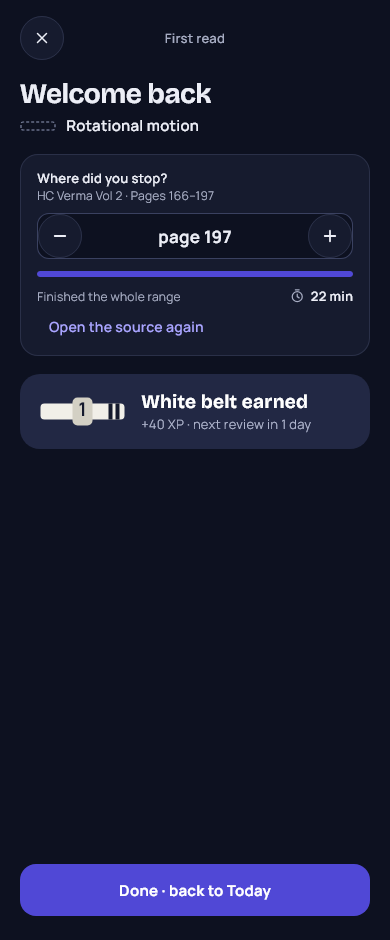 First read
Welcome back
Rotational motion
Where did you stop?
HC Verma Vol 2 · Pages 166–197
page 197
Finished the whole range
22 min
Open the source again
1
White belt earned
+40 XP · next review in 1 day
Done · back to Today